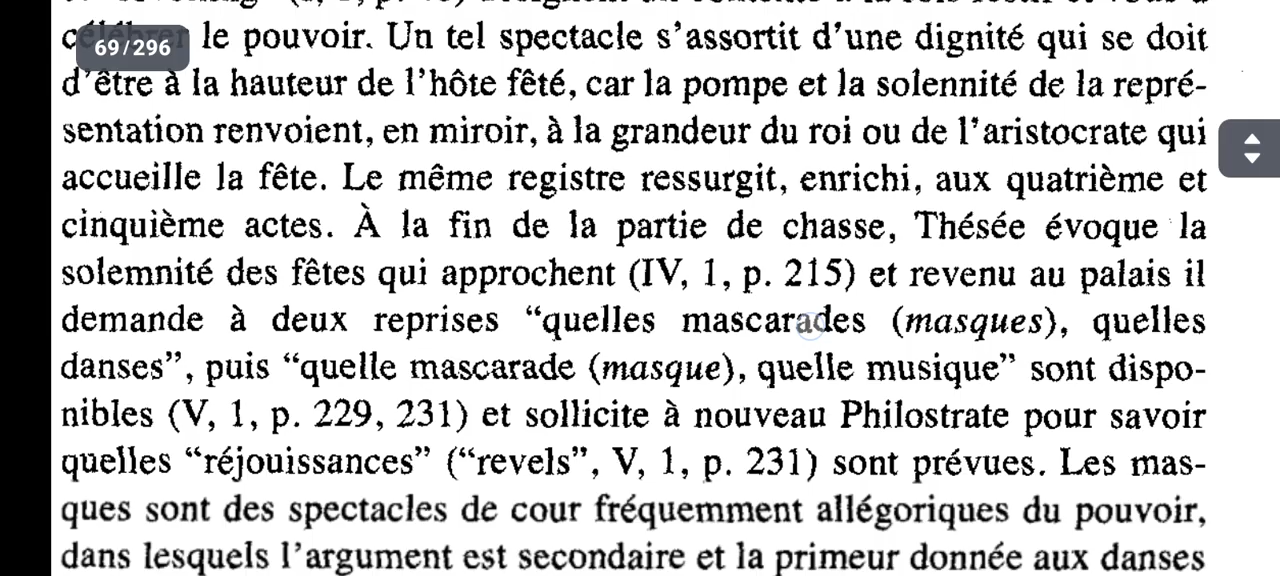 le pouvoir. Un tel spectacle s’assortit d’une dignité qui se doit
69/296
d’être à la hauteur de l’hôte fêté, car la pompe et la solennité de la repré-
sentation renvoient, en miroir, à la grandeur du roi ou de l’aristocrate qui
accueille la fête. Le même registre ressurgit, enrichi, aux quatrième et
cinquième actes. À la fin de la partie de chasse, Thésée évoque la
solemnité des fêtes qui approchent (IV, 1, p. 215) et revenu au palais il
demande à deux reprises “quelles mascarades (masques), quelles
danses”, puis “quelle mascarade (masque), quelle musique” sont dispo-
nibles (V, 1, p. 229, 231) et sollicite à nouveau Philostrate pour savoir
quelles “réjouissances” (“revels”, V, 1, p. 231) sont prévues. Les mas-
ques sont des spectacles de cour fréquemment allégoriques du pouvoir,
dans lesquels l’argument est secondaire et la primeur donnée aux danses